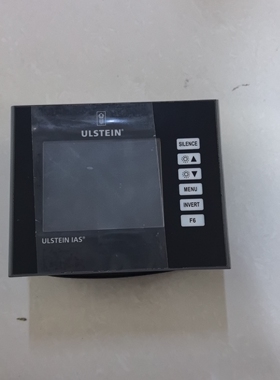 ULSTEIN®
SILENCE
▲
▼
MENU
INVERT
F6
ULSTEIN IAS®